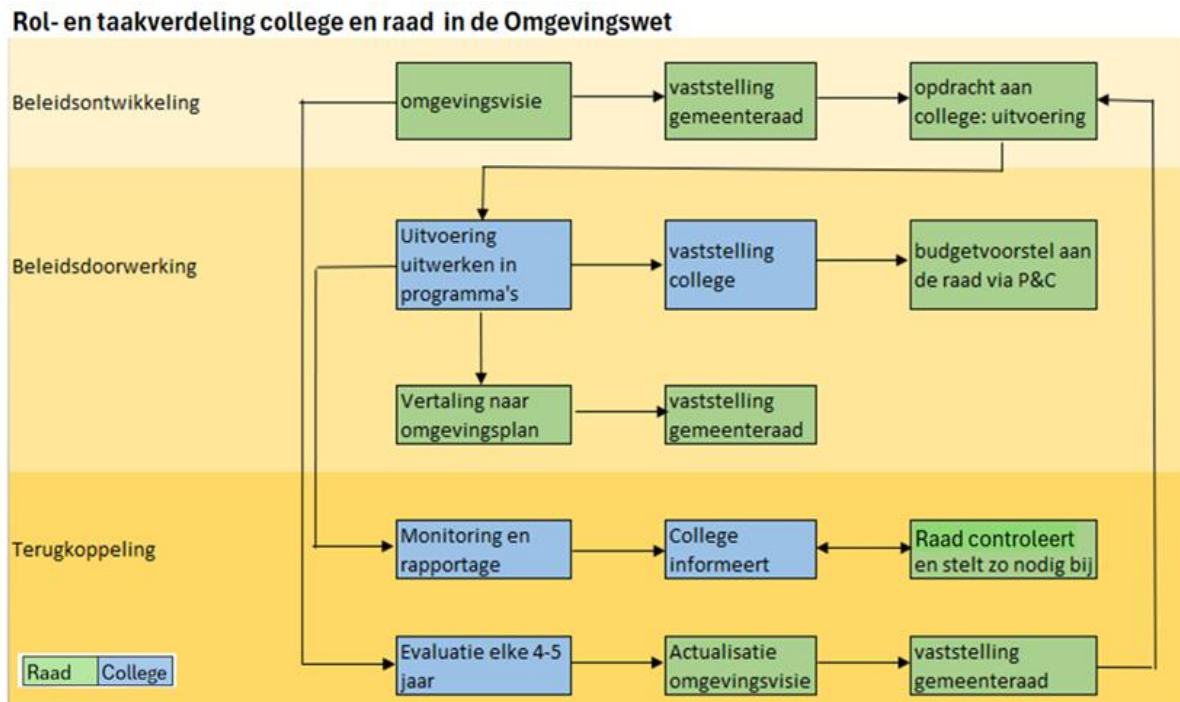 Rol- en taakverdeling college en raad in de Omgevingswet
Beleidsontwikkeling
omgevingsvisie
vaststelling
gemeenteraad
opdracht aan
college: uitvoering
Beleidsdoorwerking
Uitvoering
uitwerken in
programma's
vaststelling
college
budgetvoorstel aan
de raad via P&C
Vertaling naar
omgevingsplan
vaststelling
gemeenteraad
Terugkoppeling
Monitoring en
rapportage
College
informeert
Raad controleert
en stelt zo nodig bij
Evaluatie elke 4-5
jaar
Actualisatie
omgevingsvisie
vaststelling
gemeenteraad
Raad
College